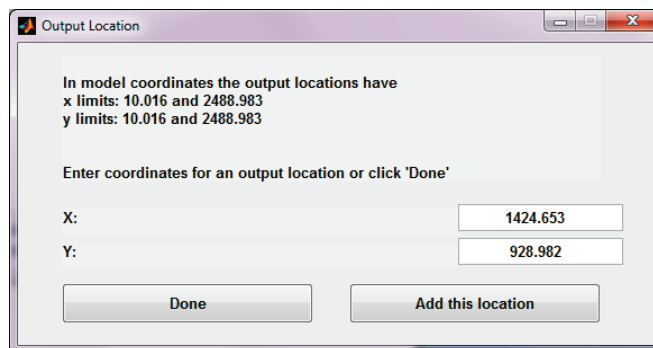 Output Location
In model coordinates the output locations have
x limits: 10.016 and 2488.983
y limits: 10.016 and 2488.983
Enter coordinates for an output location or click 'Done'
X: 1424.653
Y: 928.982
Done Add this location